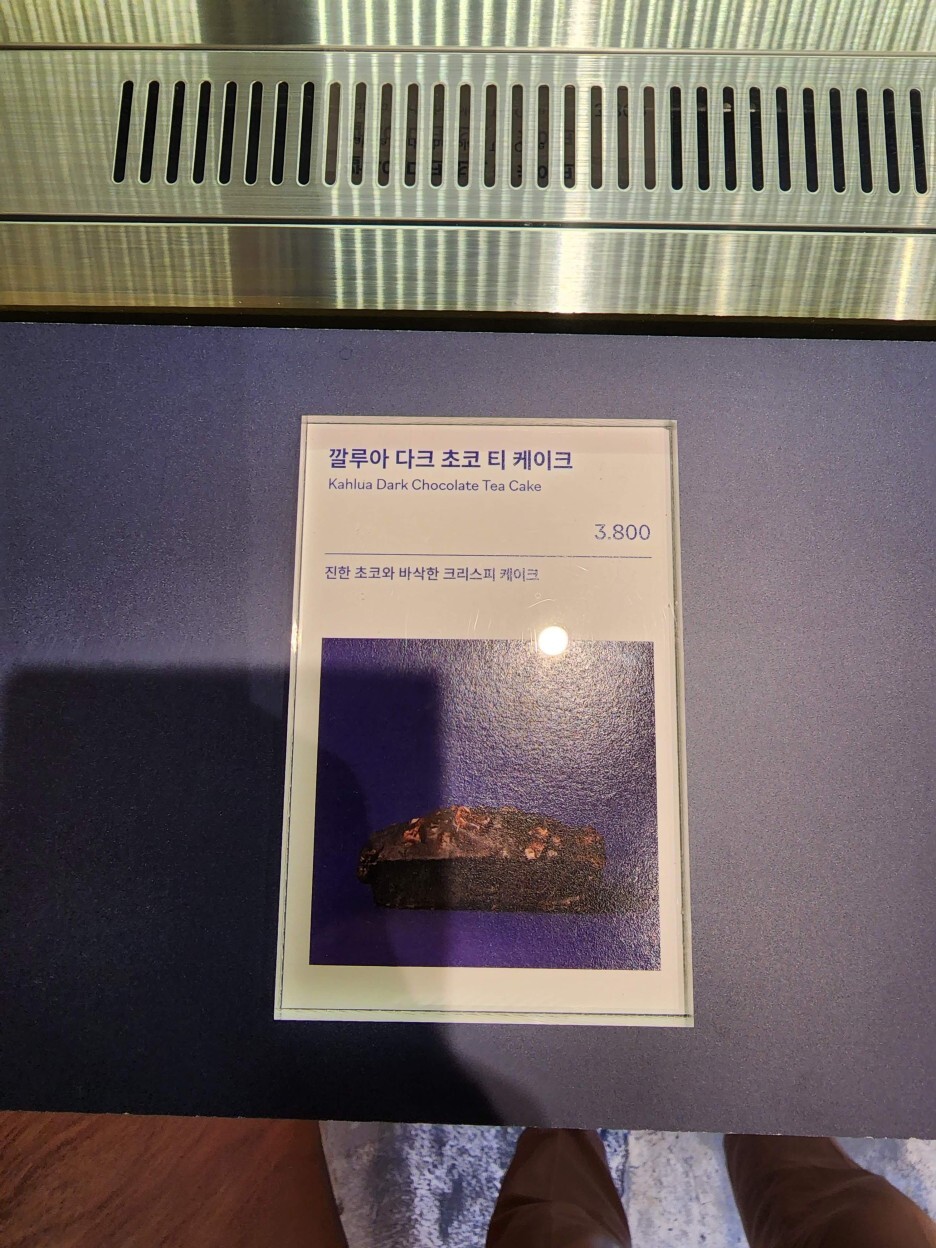 깔루아 다크 초코 티 케이크
Kahlua Dark Chocolate Tea Cake
3.800
진한 초코와 바삭한 크리스피 케이크